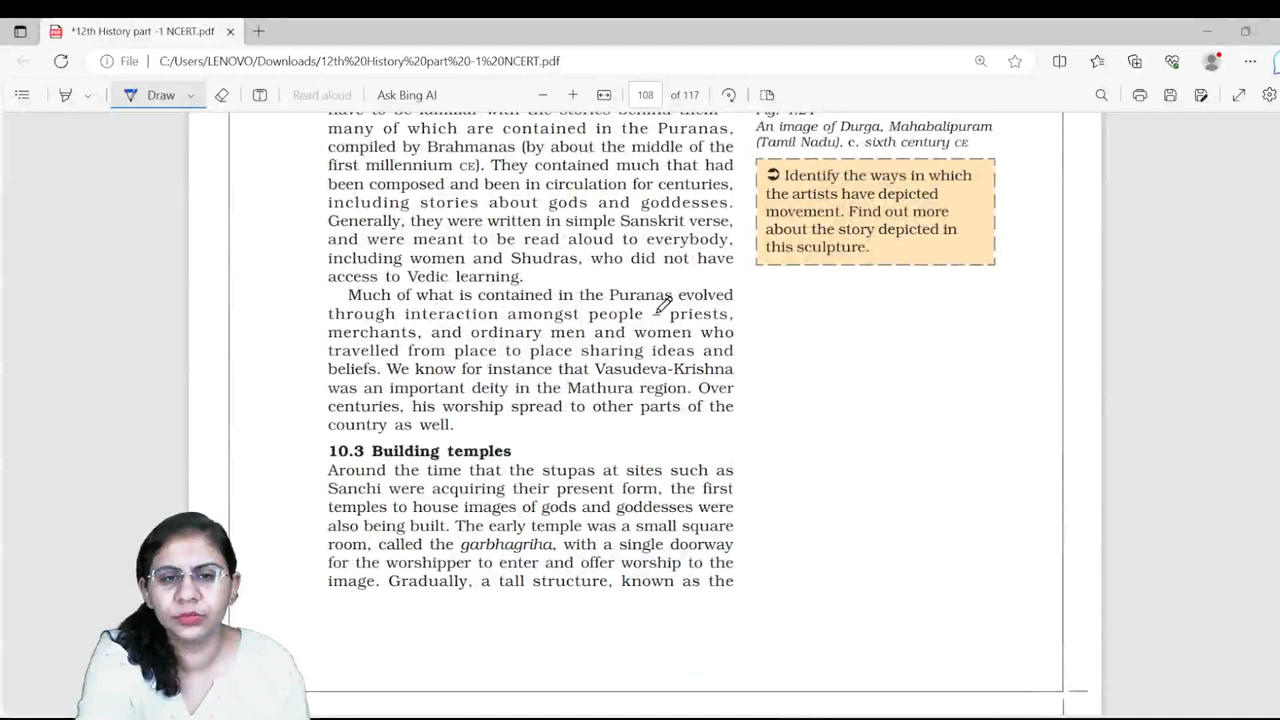 *12th History part -1 NCERT.pdf
File
C:/Users/LENOVO/Downloads/12th%20History%20part%20-1%20NCERT.pdf
Draw
Read aloud
Ask Bing AI
108
of 117
many of which are contained in the Puranas,
compiled by Brahmanas (by about the middle of the
first millennium CE). They contained much that had
been composed and been in circulation for centuries,
including stories about gods and goddesses.
Generally, they were written in simple Sanskrit verse,
and were meant to be read aloud to everybody,
including women and Shudras, who did not have
access to Vedic learning.
Much of what is contained in the Puranas evolved
through interaction amongst people – priests,
merchants, and ordinary men and women who
travelled from place to place sharing ideas and
beliefs. We know for instance that Vasudeva-Krishna
was an important deity in the Mathura region. Over
centuries, his worship spread to other parts of the
country as well.
10.3 Building temples
Around the time that the stupas at sites such as
Sanchi were acquiring their present form, the first
temples to house images of gods and goddesses were
also being built. The early temple was a small square
room, called the garbhagriha, with a single doorway
for the worshipper to enter and offer worship to the
image. Gradually, a tall structure, known as the
An image of Durga, Mahabalipuram
(Tamil Nadu), c. sixth century CE
➲ Identify the ways in which
the artists have depicted
movement. Find out more
about the story depicted in
this sculpture.